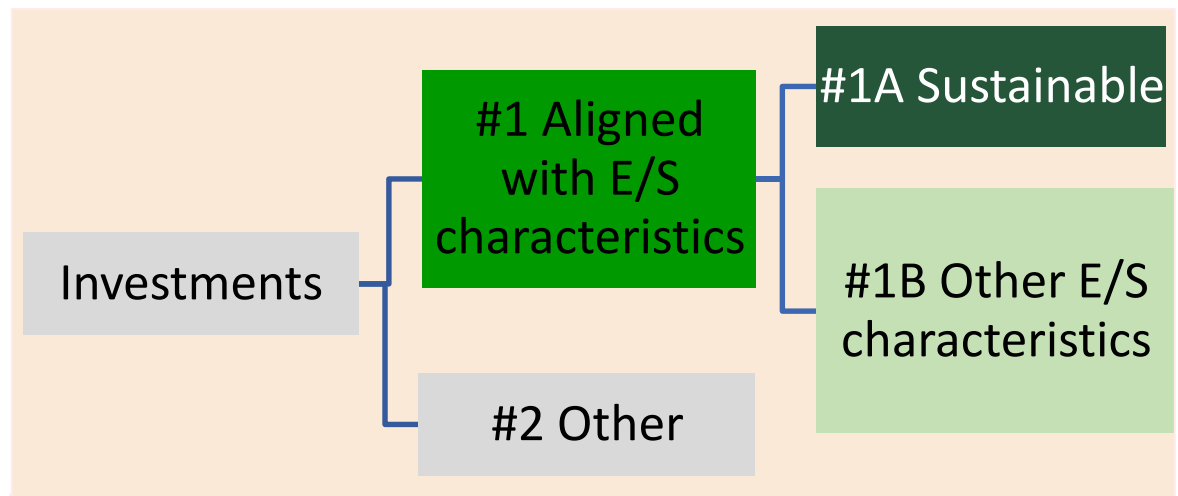 Investments
#1 Aligned
with E/S
characteristics
#2 Other
#1A Sustainable
#1B Other E/S
characteristics